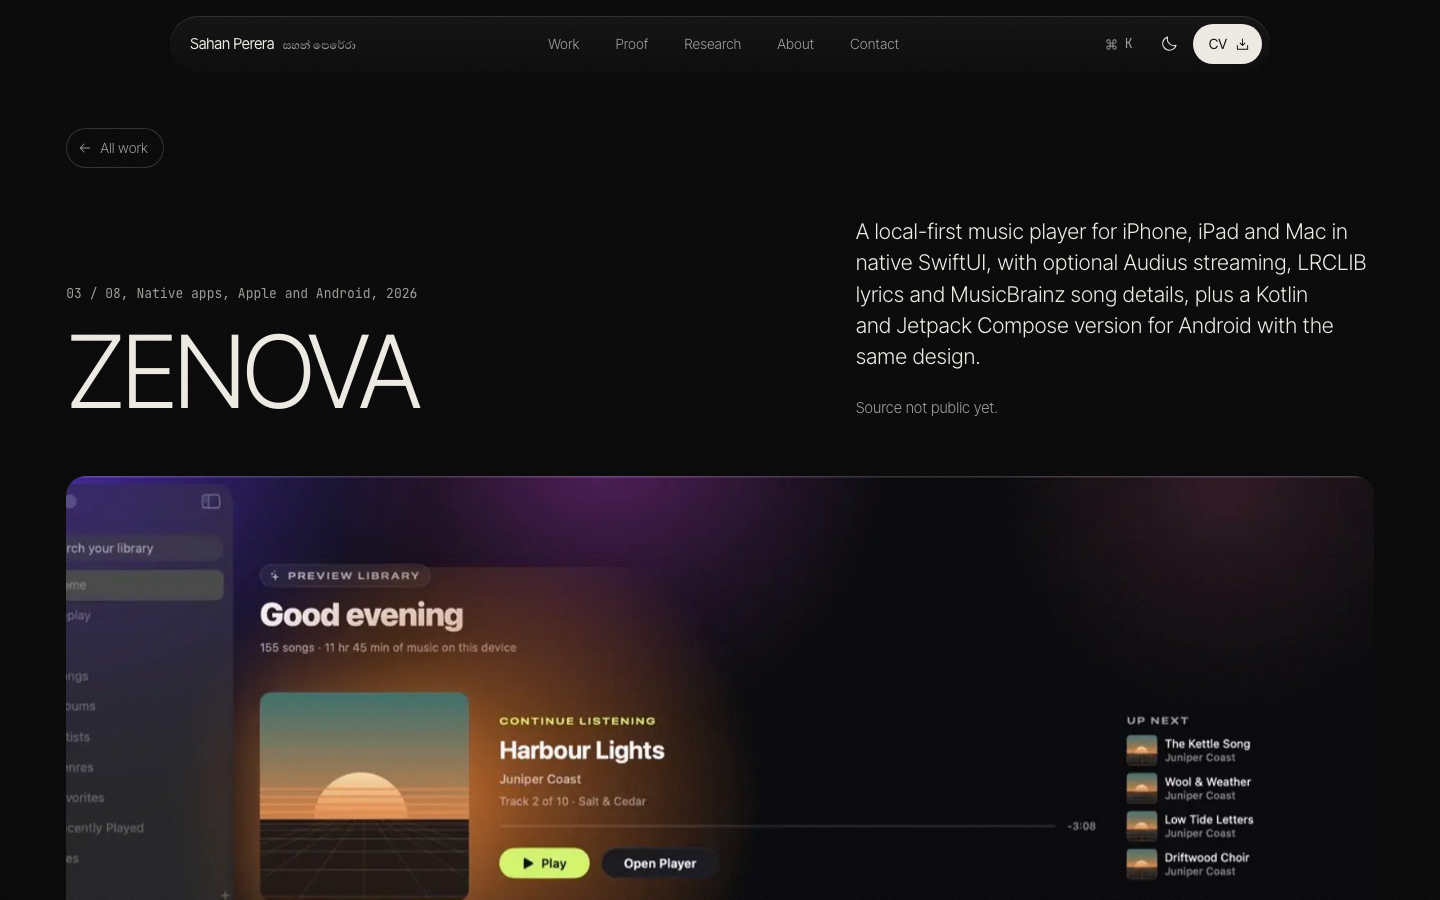 Sahan Perera සහන් පෙරේරා
Work Proof Research About Contact
⌘ K
CV
← All work
03 / 08, Native apps, Apple and Android, 2026
ZENOVA
A local-first music player for iPhone, iPad and Mac in
native SwiftUI, with optional Audius streaming, LRCLIB
lyrics and MusicBrainz song details, plus a Kotlin
and Jetpack Compose version for Android with the
same design.
Source not public yet.
rch your library
ome
play
ngs
bums
tists
enres
vorites
ecently Played
es
PREVIEW LIBRARY
Good evening
155 songs · 11 hr 45 min of music on this device
CONTINUE LISTENING
Harbour Lights
Juniper Coast
Track 2 of 10 · Salt & Cedar
-3:08
Play
Open Player
UP NEXT
The Kettle Song
Juniper Coast
Wool & Weather
Juniper Coast
Low Tide Letters
Juniper Coast
Driftwood Choir
Juniper Coast